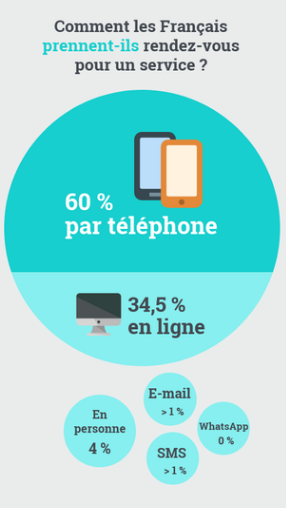 Comment les Français
prennent-ils rendez-vous
pour un service ?
60 %
par téléphone
34,5 %
en ligne
E-mail
> 1 %
En
personne
4 %
WhatsApp
0 %
SMS
> 1 %